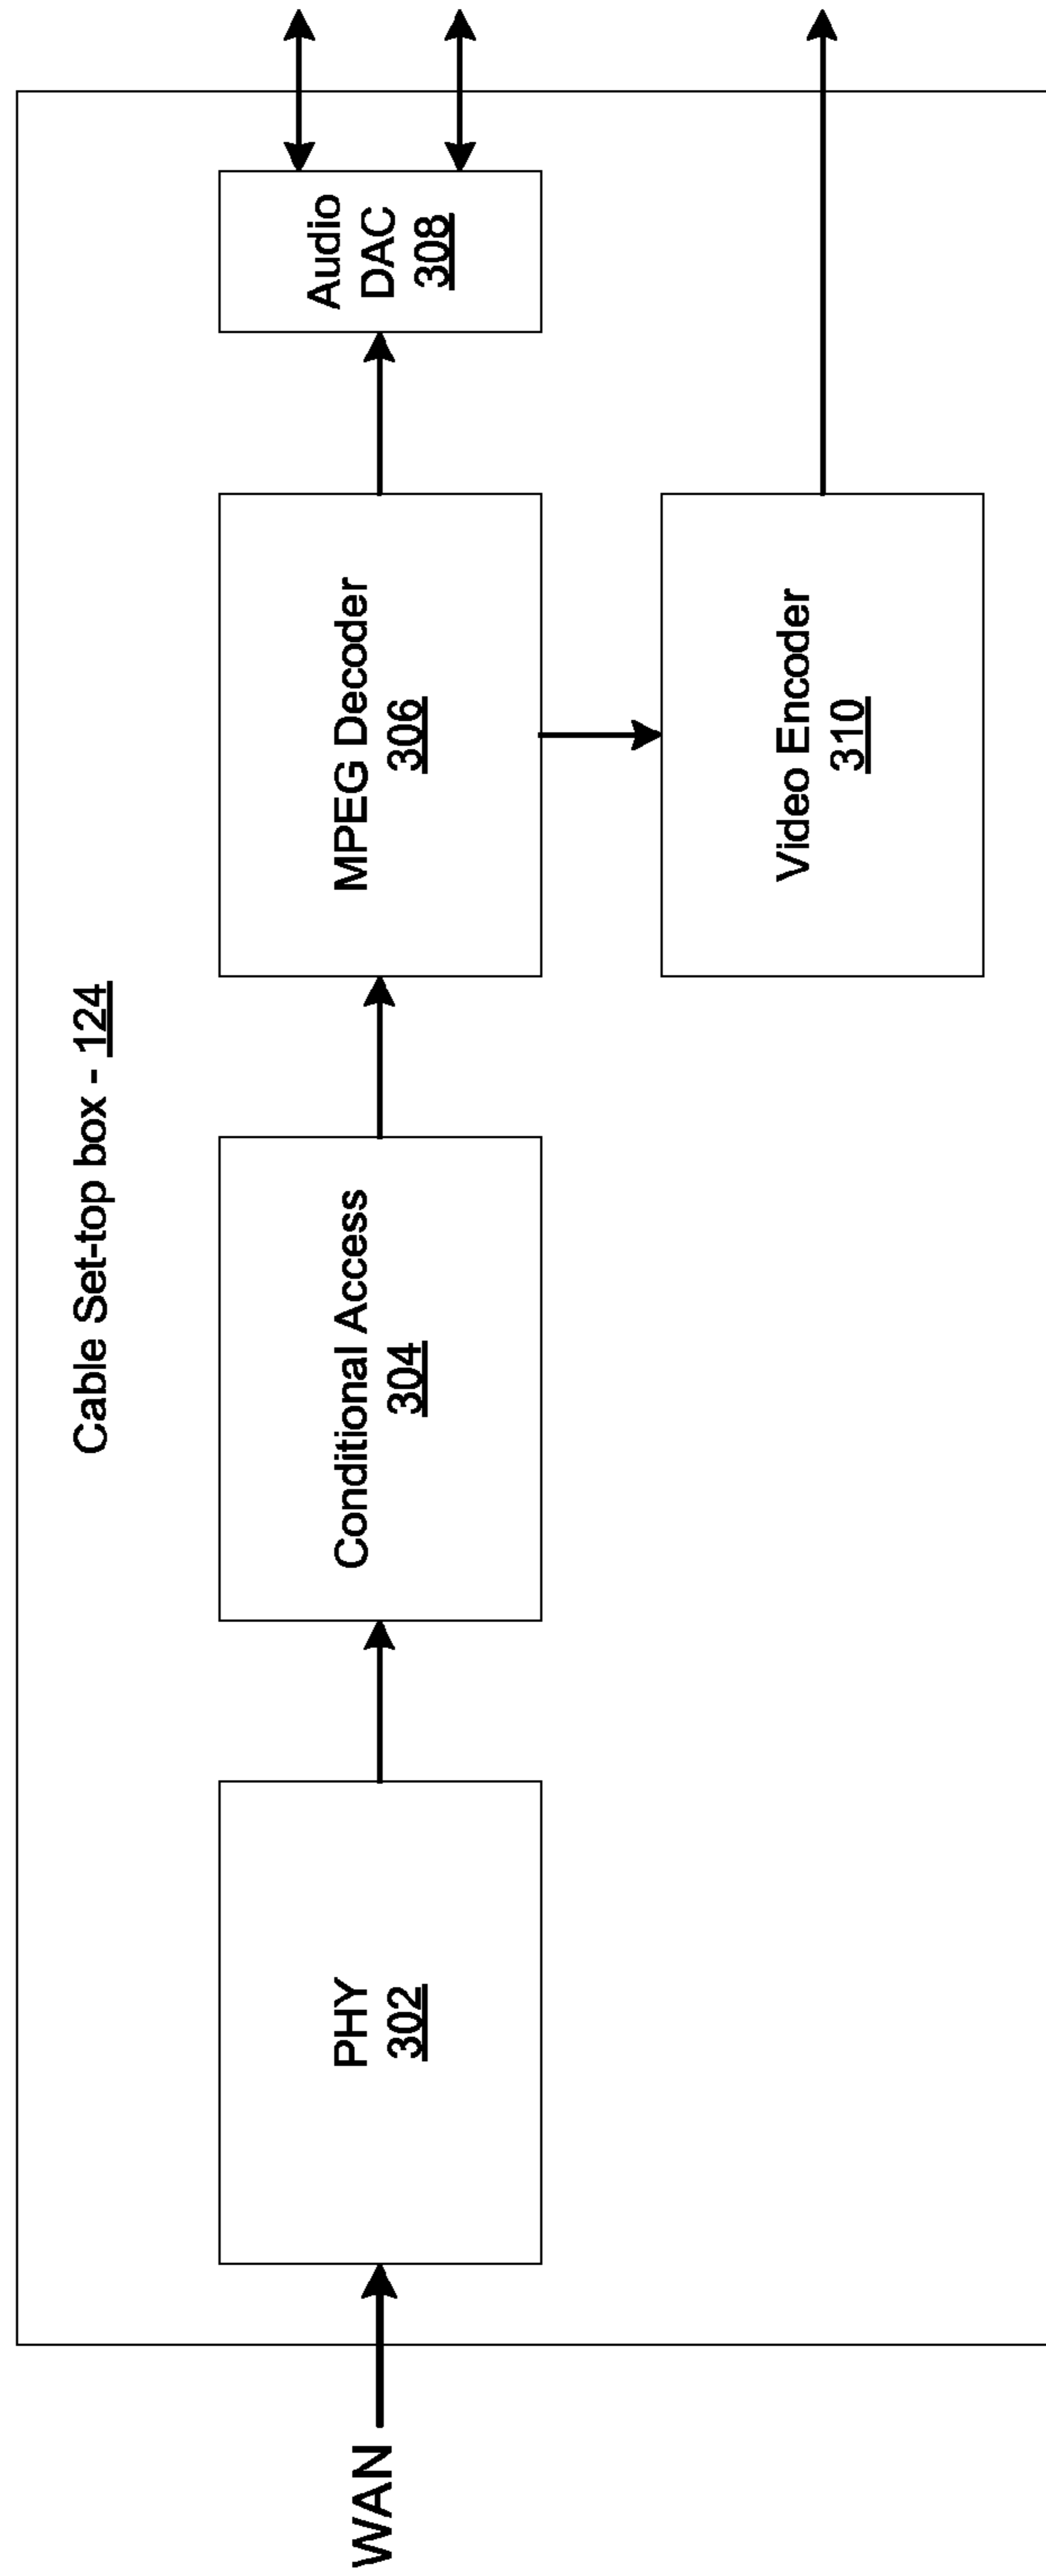 Cable Set-top box - 124
WAN
PHY
302
Conditional Access
304
MPEG Decoder
306
Audio
DAC
308
Video Encoder
310